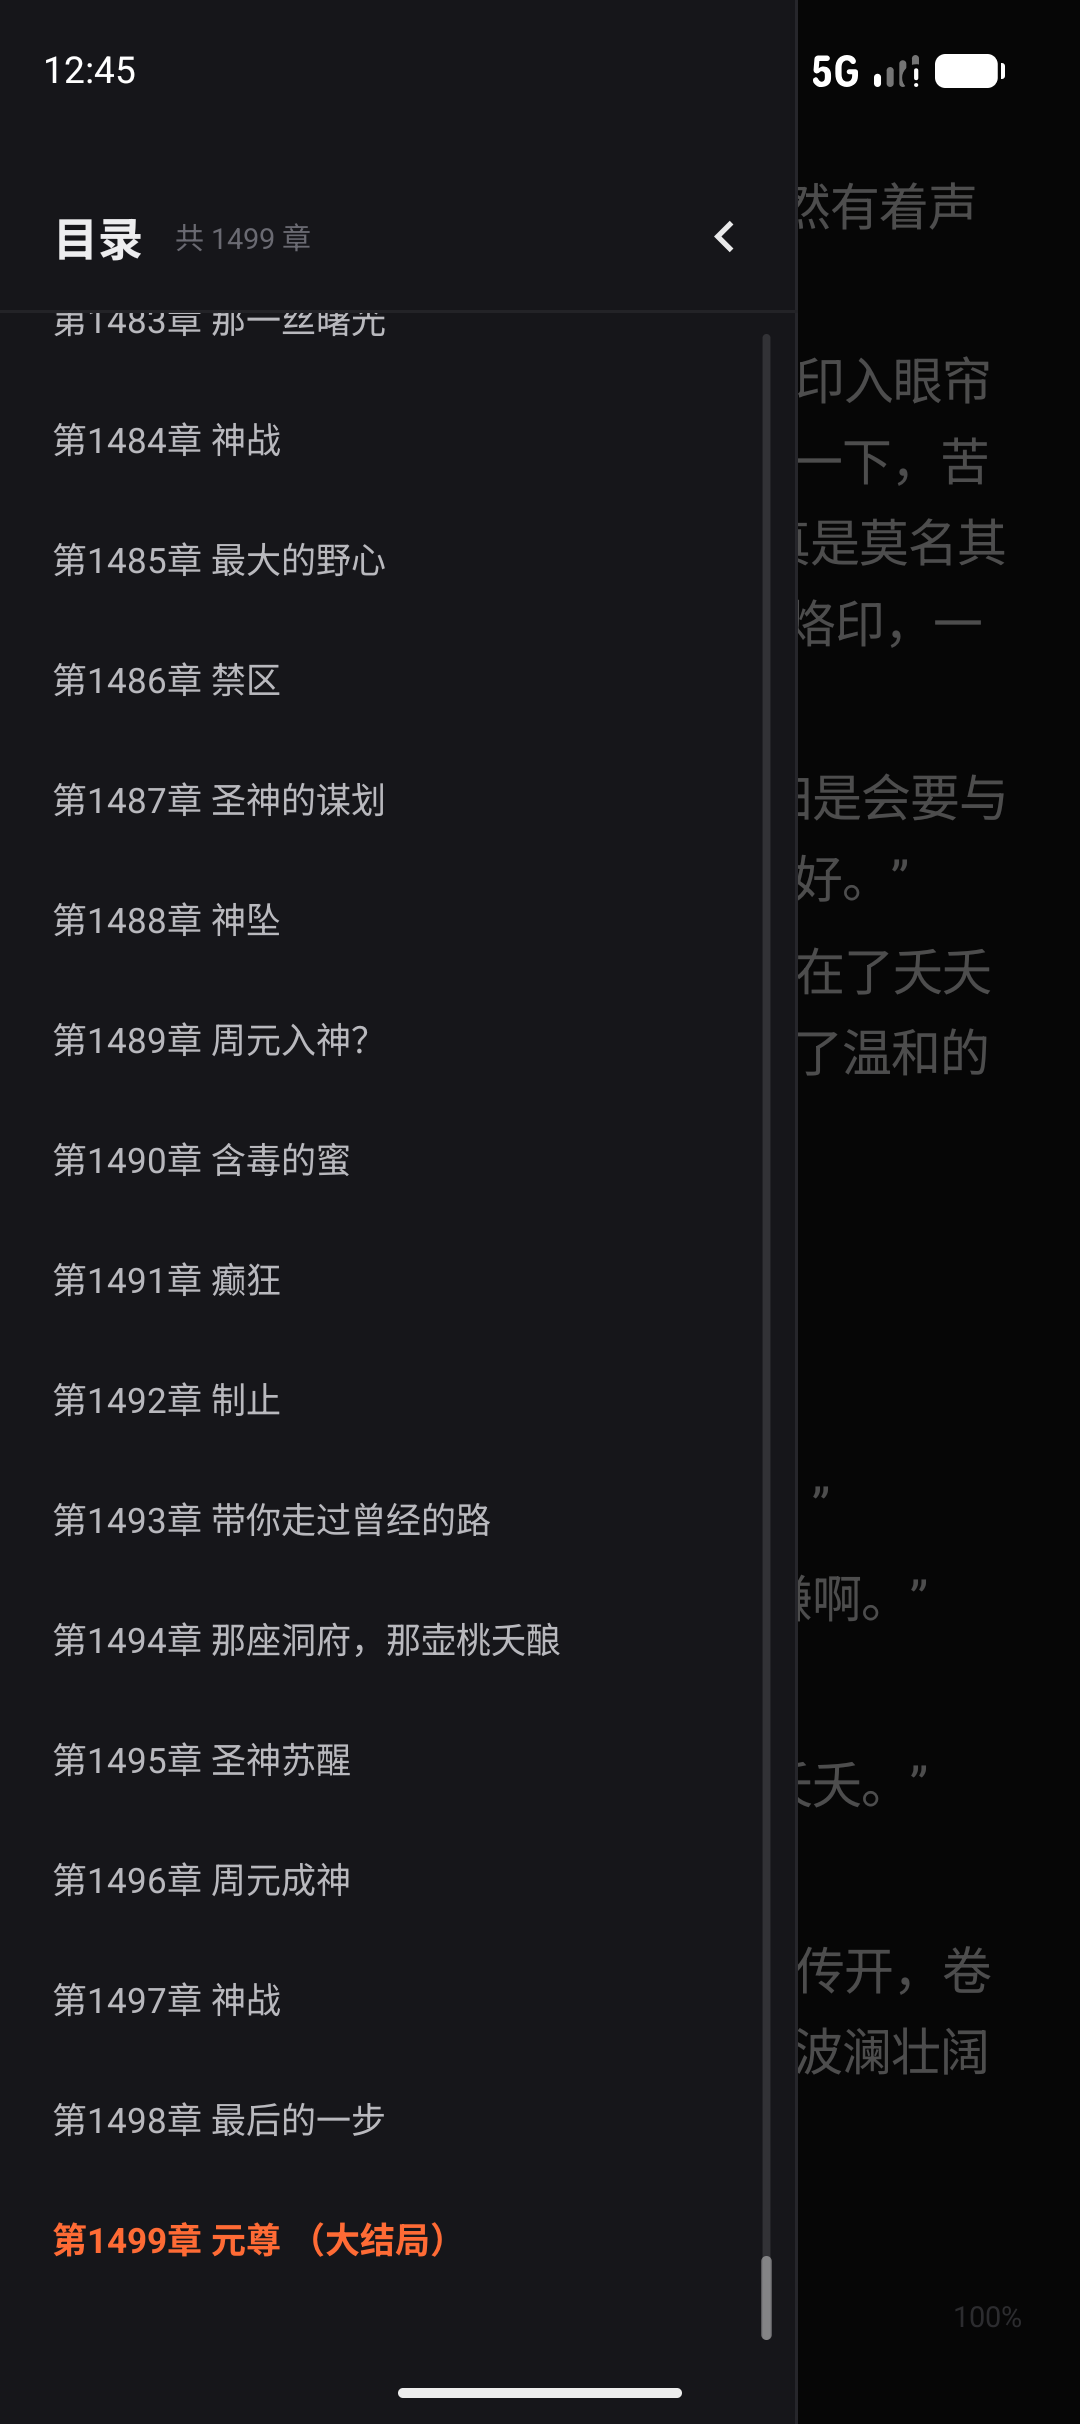 12:45
5G
目录 共 1499 章
第1483章 那一丝曙光
第1484章 神战
第1485章 最大的野心
第1486章 禁区
第1487章 圣神的谋划
第1488章 神坠
第1489章 周元入神？
第1490章 含毒的蜜
第1491章 癫狂
第1492章 制止
第1493章 带你走过曾经的路
第1494章 那座洞府，那壶桃夭酿
第1495章 圣神苏醒
第1496章 周元成神
第1497章 神战
第1498章 最后的一步
第1499章 元尊 （大结局）
然有着声
印入眼帘
一下，苦
真是莫名其
烙印，一
是会要与
好。”
在了夭夭
了温和的
”
啊。”
夭夭。”
传开，卷
波澜壮阔
100%